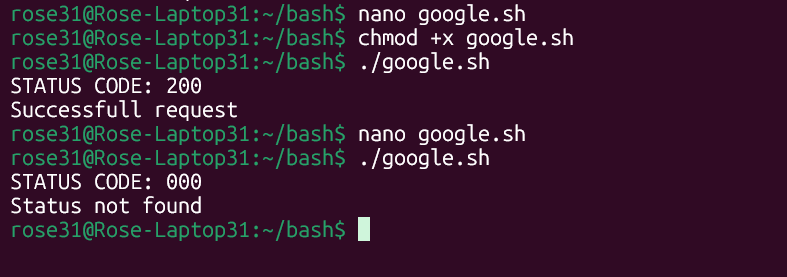 rose31@Rose-Laptop31:~/bash$ nano google.sh
rose31@Rose-Laptop31:~/bash$ chmod +x google.sh
rose31@Rose-Laptop31:~/bash$ ./google.sh
STATUS CODE: 200
Successfull request
rose31@Rose-Laptop31:~/bash$ nano google.sh
rose31@Rose-Laptop31:~/bash$ ./google.sh
STATUS CODE: 000
Status not found
rose31@Rose-Laptop31:~/bash$